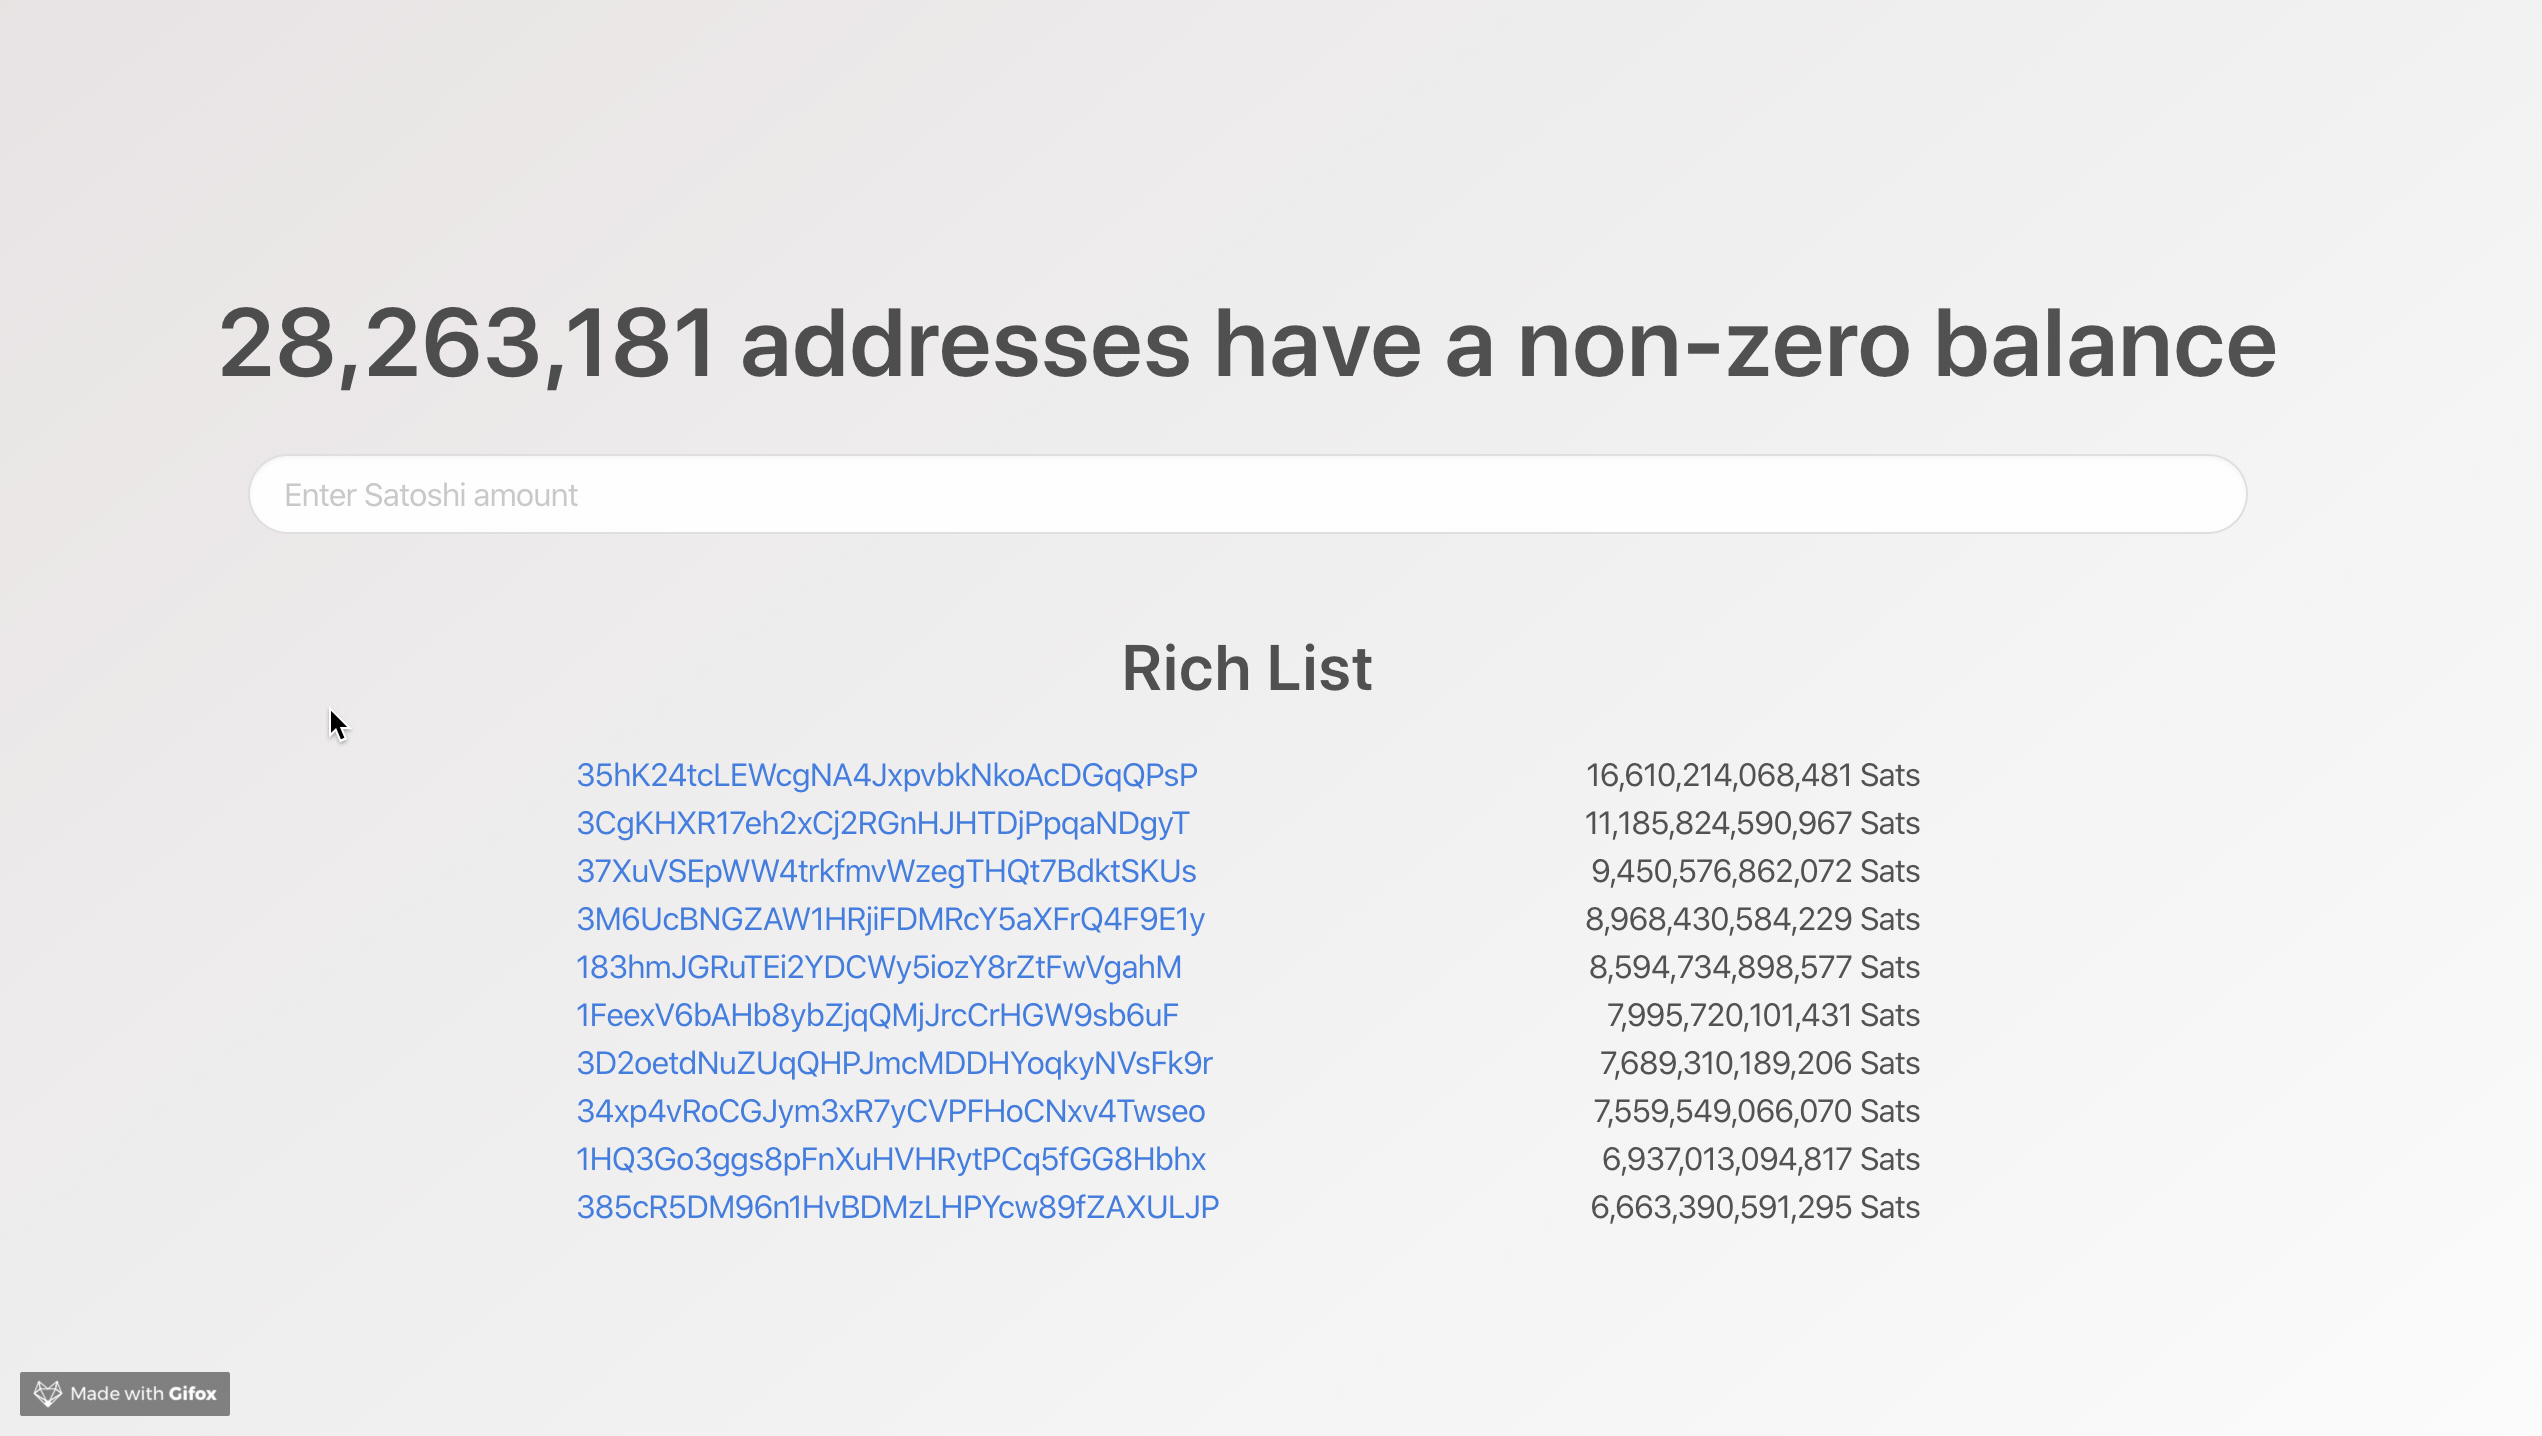 28,263,181 addresses have a non-zero balance
Enter Satoshi amount
Rich List
35hK24tcLEWcgNA4JxpvbkNkoAcDGqQPsP 16,610,214,068,481 Sats
3CgKHXR17eh2xCj2RGnHJHTDjPpqaNDgyT 11,185,824,590,967 Sats
37XuVSEpWW4trkfmvWzegTHQt7BdktSKUs 9,450,576,862,072 Sats
3M6UcBNGZAW1HRjiFDMRcY5aXFrQ4F9E1y 8,968,430,584,229 Sats
183hmJGRuTEi2YDCWy5iozY8rZtFwVgahM 8,594,734,898,577 Sats
1FeexV6bAHb8ybZjqQMjJrcCrHGW9sb6uF 7,995,720,101,431 Sats
3D2oetdNuZUqQHPJmcMDDHYoqkyNVsFk9r 7,689,310,189,206 Sats
34xp4vRoCGJym3xR7yCVPFHoCNxv4Twseo 7,559,549,066,070 Sats
1HQ3Go3ggs8pFnXuHVHRytPCq5fGG8Hbhx 6,937,013,094,817 Sats
385cR5DM96n1HvBDMzLHPYcw89fZAXULJP 6,663,390,591,295 Sats
Made with Gifox